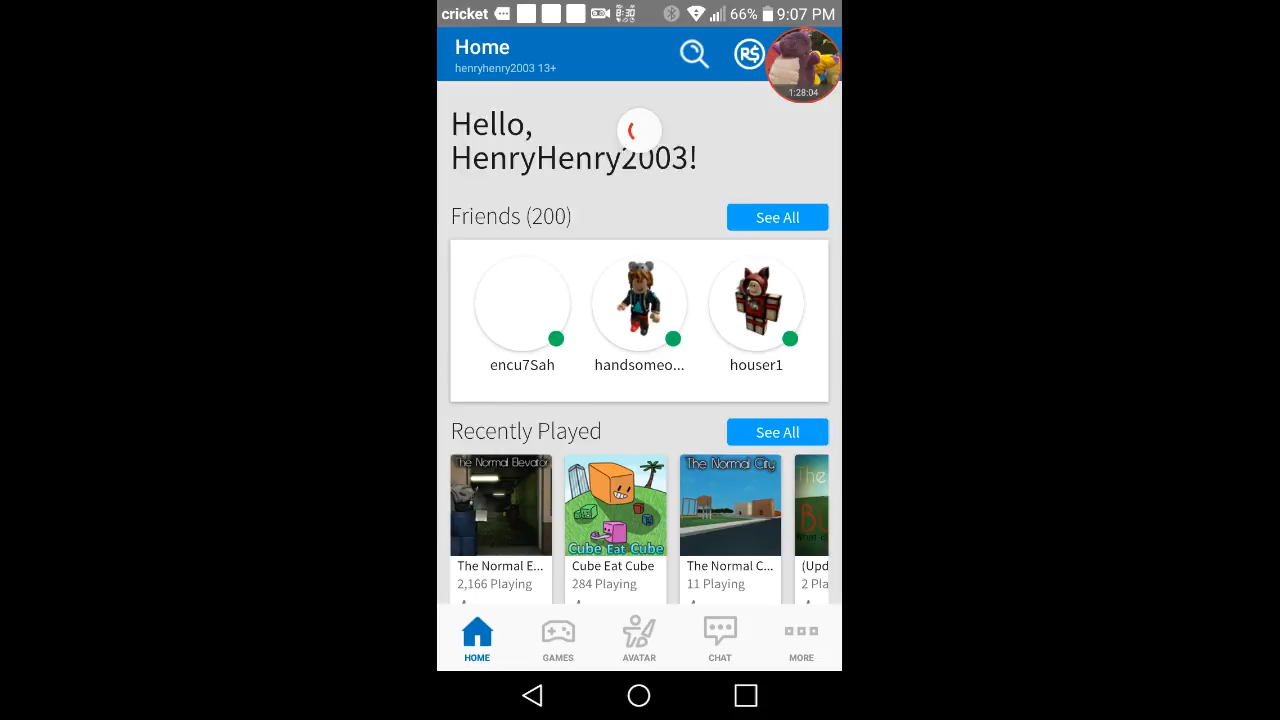 cricket 66% 9:07 PM
Home
henryhenry2003 13+
R$
1:28:04
Hello,
HenryHenry2003!
Friends (200)
See All
encu7Sah
handsomeo...
houser1
Recently Played
See All
The Normal Elevator
Cube Eat Cube
The Normal City
The
Bu
The Normal E...
Cube Eat Cube
The Normal C...
(Upd
2,166 Playing
284 Playing
11 Playing
2 Pla
HOME
GAMES
AVATAR
CHAT
MORE